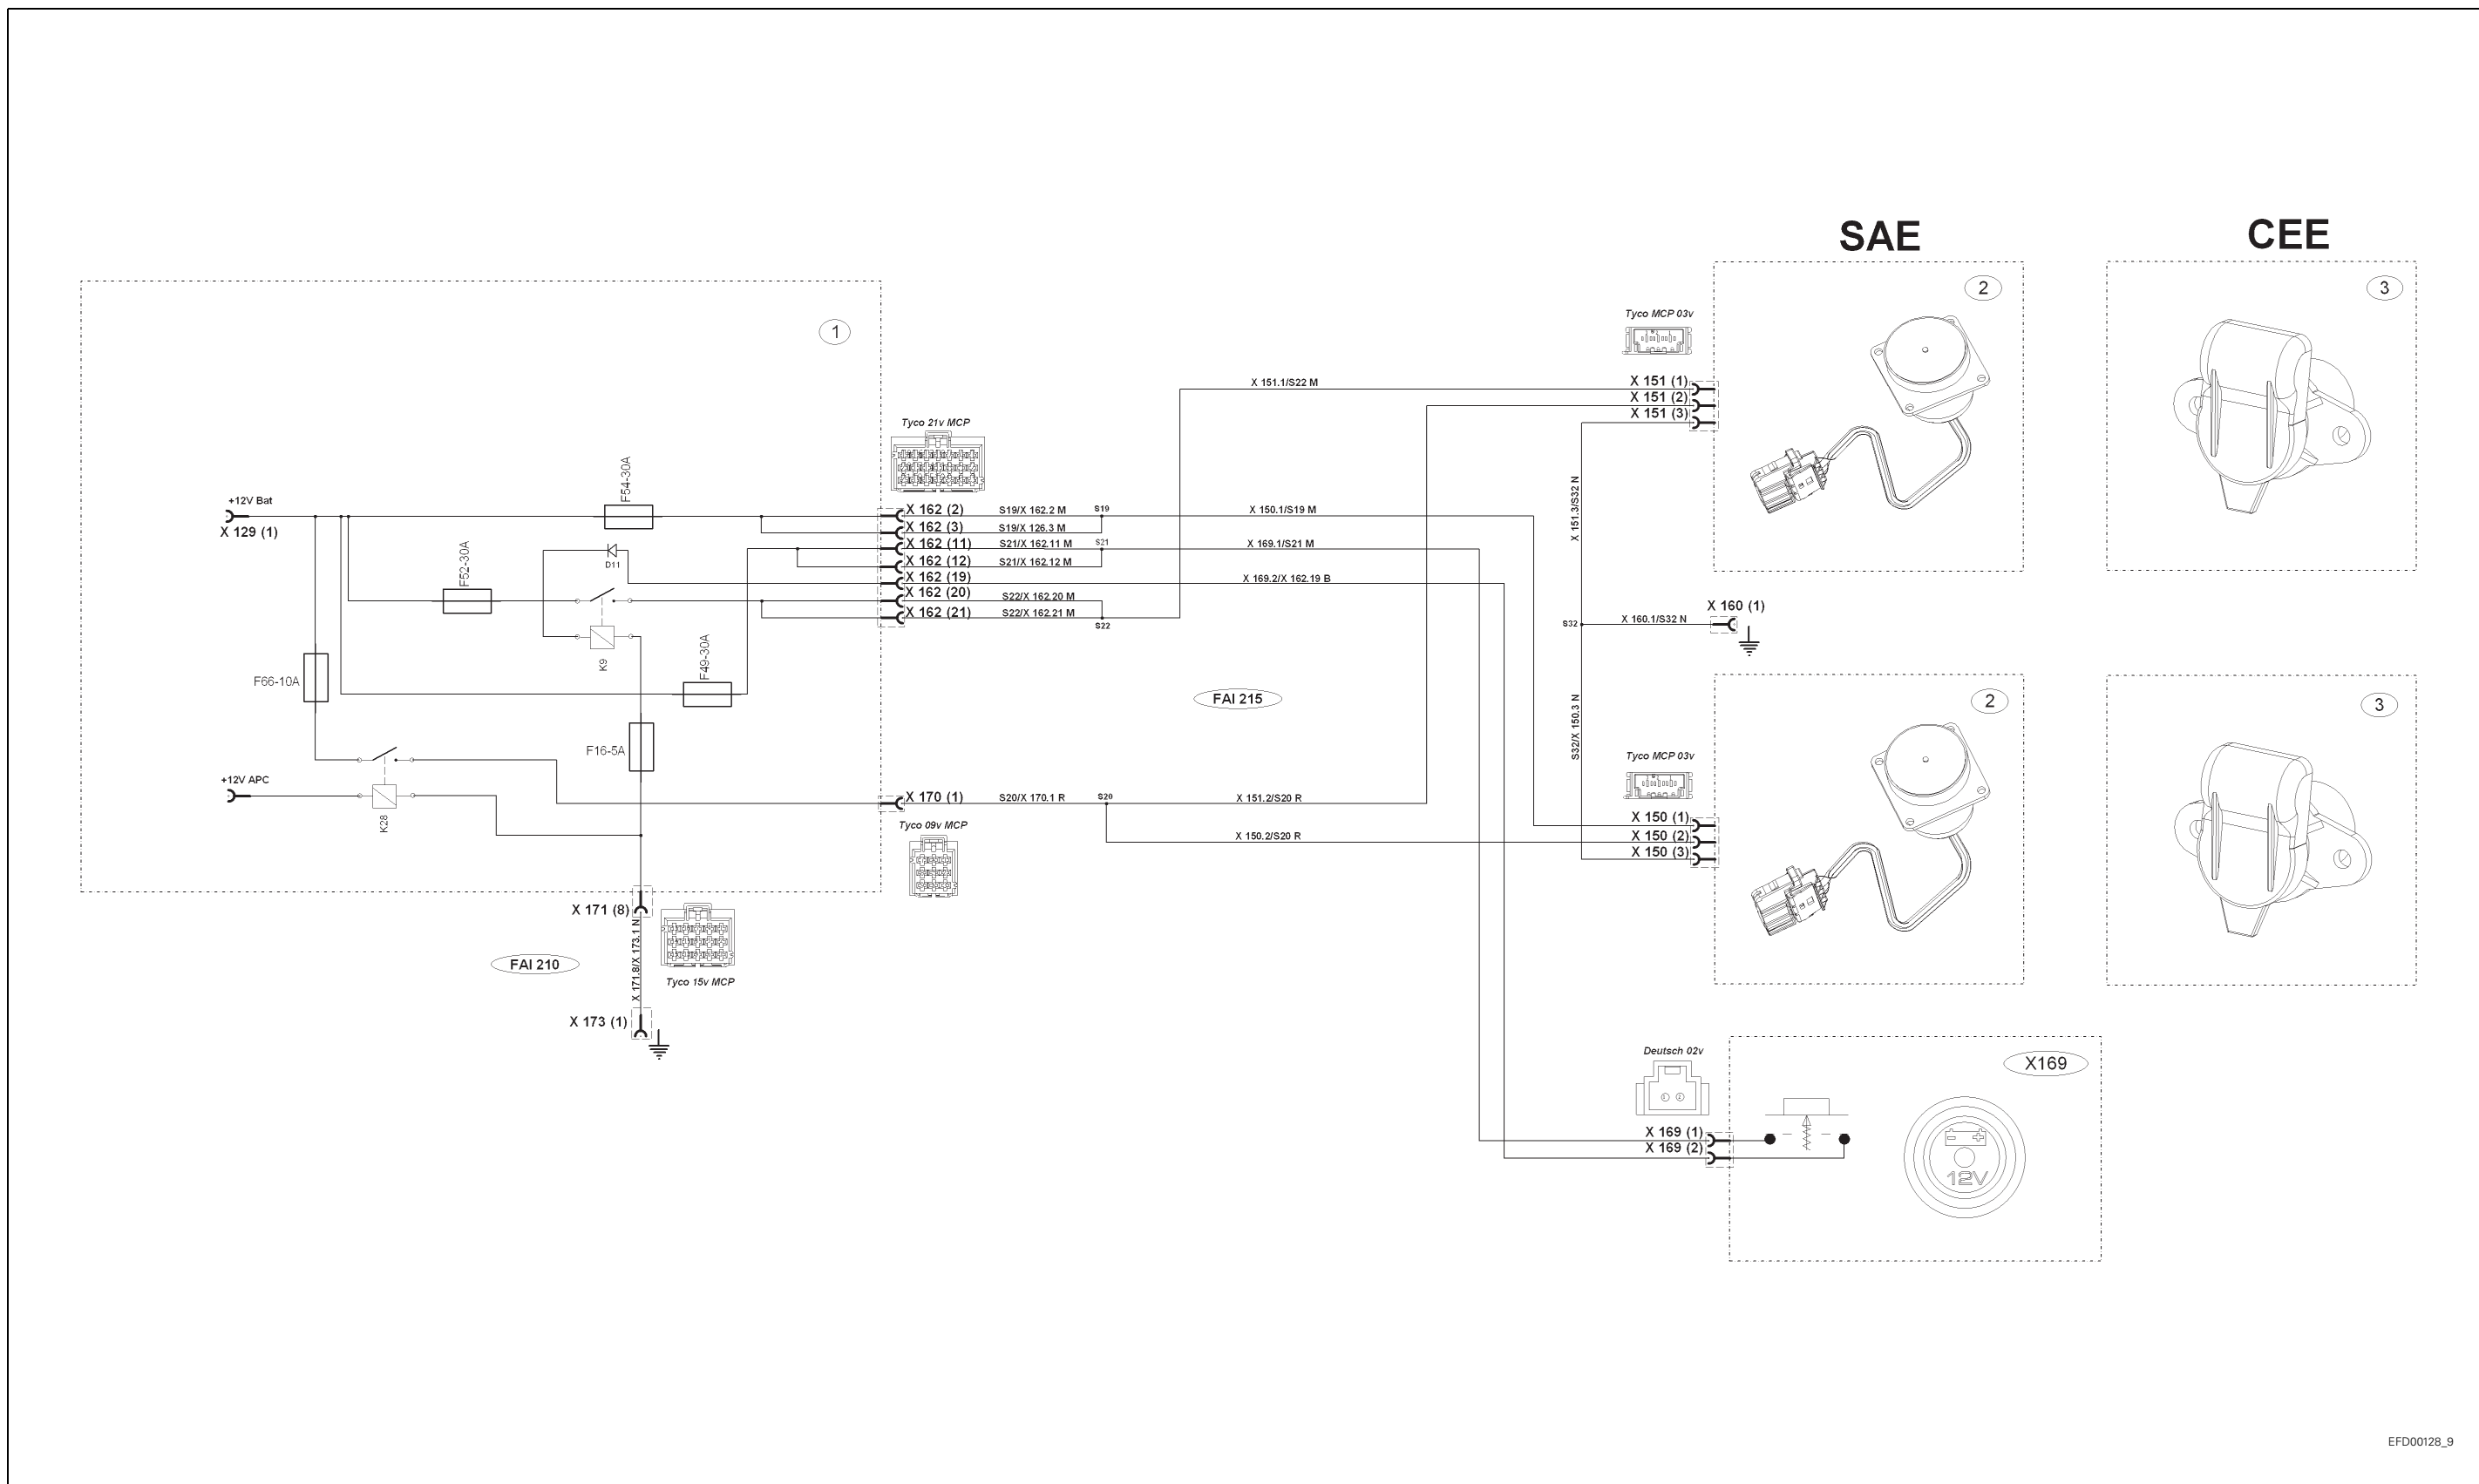 SAE
CEE
2
3
1
Tyco MCP 03v
X 151 (1)
X 151 (2)
X 151 (3)
X 151.1/S22 M
Tyco 21v MCP
F54-30A
+12V Bat
X 129 (1)
X 162 (2)
X 162 (3)
X 162 (11)
X 162 (12)
X 162 (19)
X 162 (20)
X 162 (21)
S19/X 162.2 M
S19/X 126.3 M
S21/X 162.11 M
S21/X 162.12 M
S22/X 162.20 M
S22/X 162.21 M
S19
S21
S22
X 150.1/S19 M
X 169.1/S21 M
X 169.2/X 162.19 B
X 151.3/S32 N
D11
F52-30A
K9
F49-30A
F66-10A
F16-5A
FAI 215
S32
X 160.1/S32 N
X 160 (1)
S32/X 150.3 N
2
3
+12V APC
K28
X 170 (1)
S20/X 170.1 R
S20
X 151.2/S20 R
X 150.2/S20 R
Tyco MCP 03v
X 150 (1)
X 150 (2)
X 150 (3)
Tyco 09v MCP
X 171 (8)
X 171.8/X 173.1 N
FAI 210
Tyco 15v MCP
X 173 (1)
Deutsch 02v
X169
1 2
X 169 (1)
X 169 (2)
- +
12V
EFD00128_9